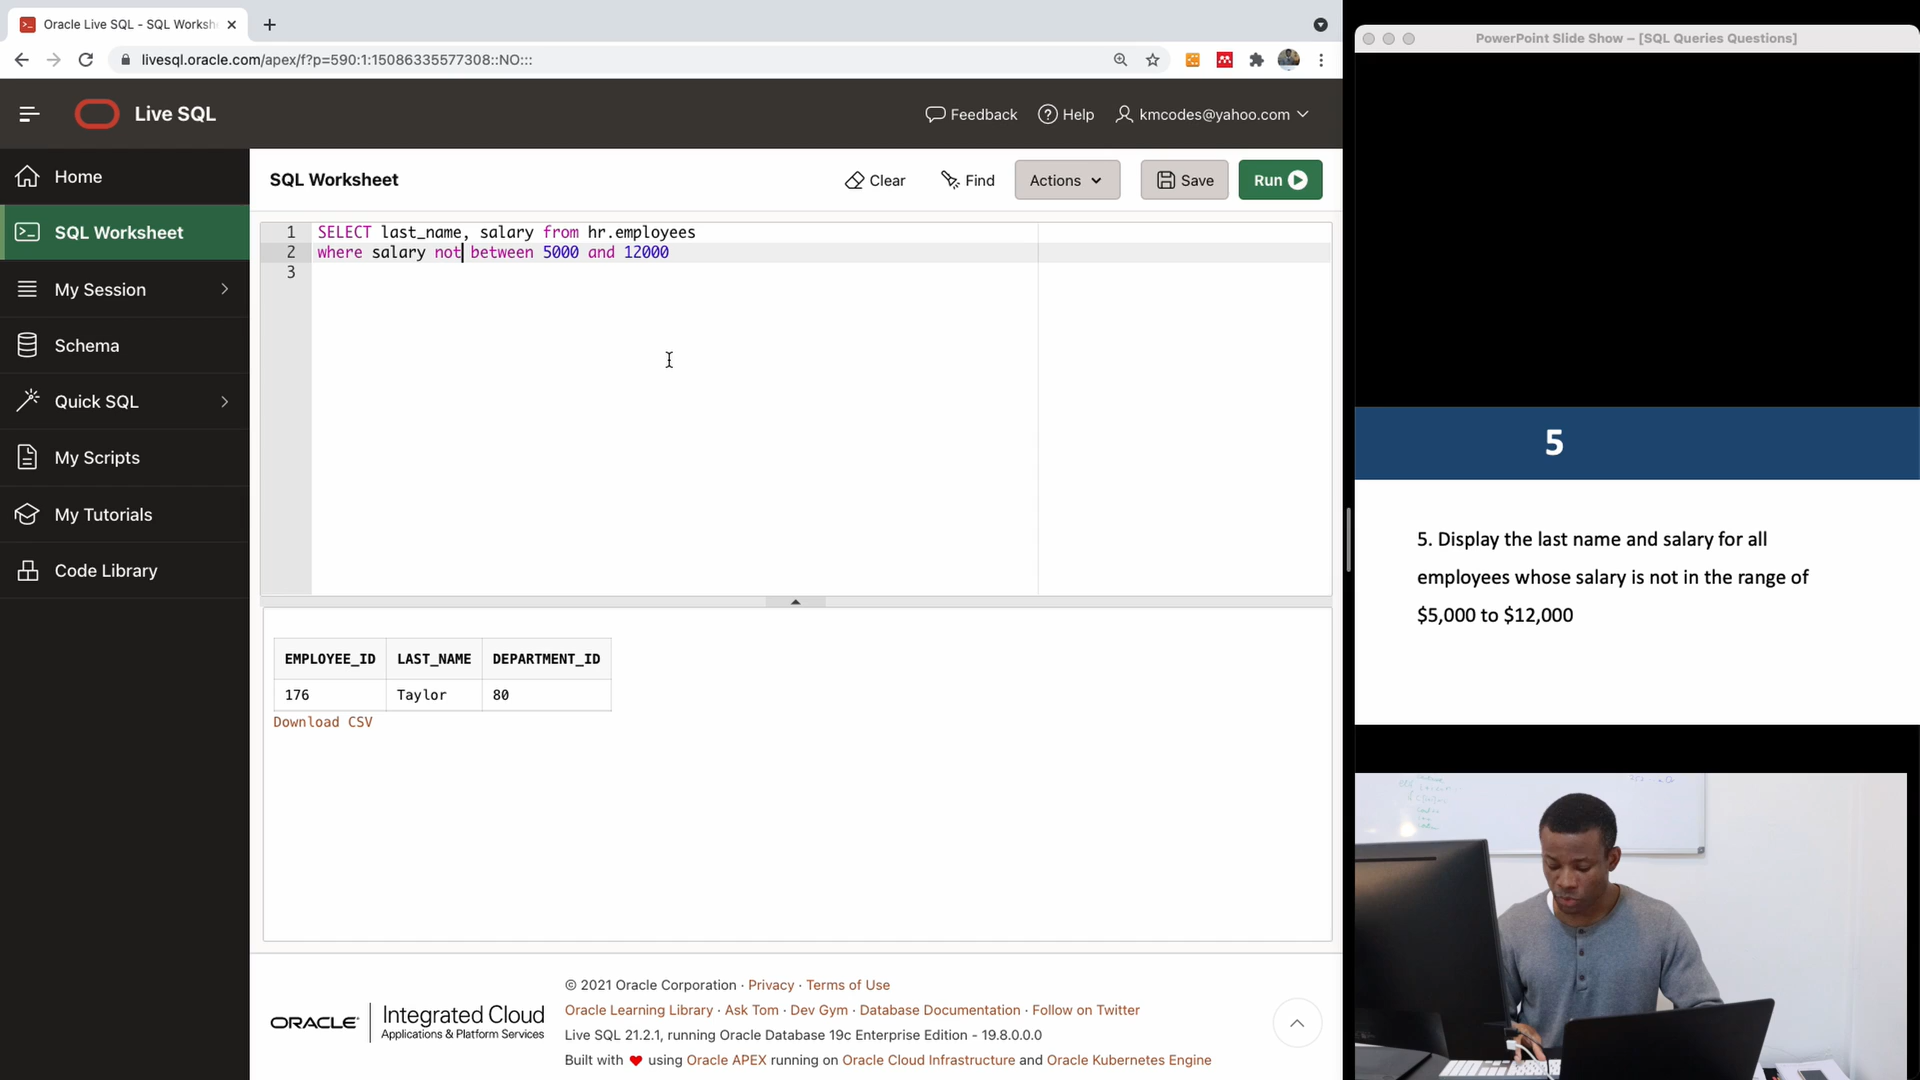 Oracle Live SQL - SQL Worksh
livesql.oracle.com/apex/f?p=590:1:15086335577308::NO:::
Live SQL
Feedback
Help
kmcodes@yahoo.com
Home
SQL Worksheet
My Session
Schema
Quick SQL
My Scripts
My Tutorials
Code Library
SQL Worksheet
Clear
Find
Actions
Save
Run
1 SELECT last_name, salary from hr.employees
2 where salary not between 5000 and 12000
3
EMPLOYEE_ID LAST_NAME DEPARTMENT_ID
176 Taylor 80
Download CSV
ORACLE Integrated Cloud
Applications & Platform Services
© 2021 Oracle Corporation · Privacy · Terms of Use
Oracle Learning Library · Ask Tom · Dev Gym · Database Documentation · Follow on Twitter
Live SQL 21.2.1, running Oracle Database 19c Enterprise Edition - 19.8.0.0.0
Built with ❤ using Oracle APEX running on Oracle Cloud Infrastructure and Oracle Kubernetes Engine
PowerPoint Slide Show – [SQL Queries Questions]
5
5. Display the last name and salary for all
employees whose salary is not in the range of
$5,000 to $12,000